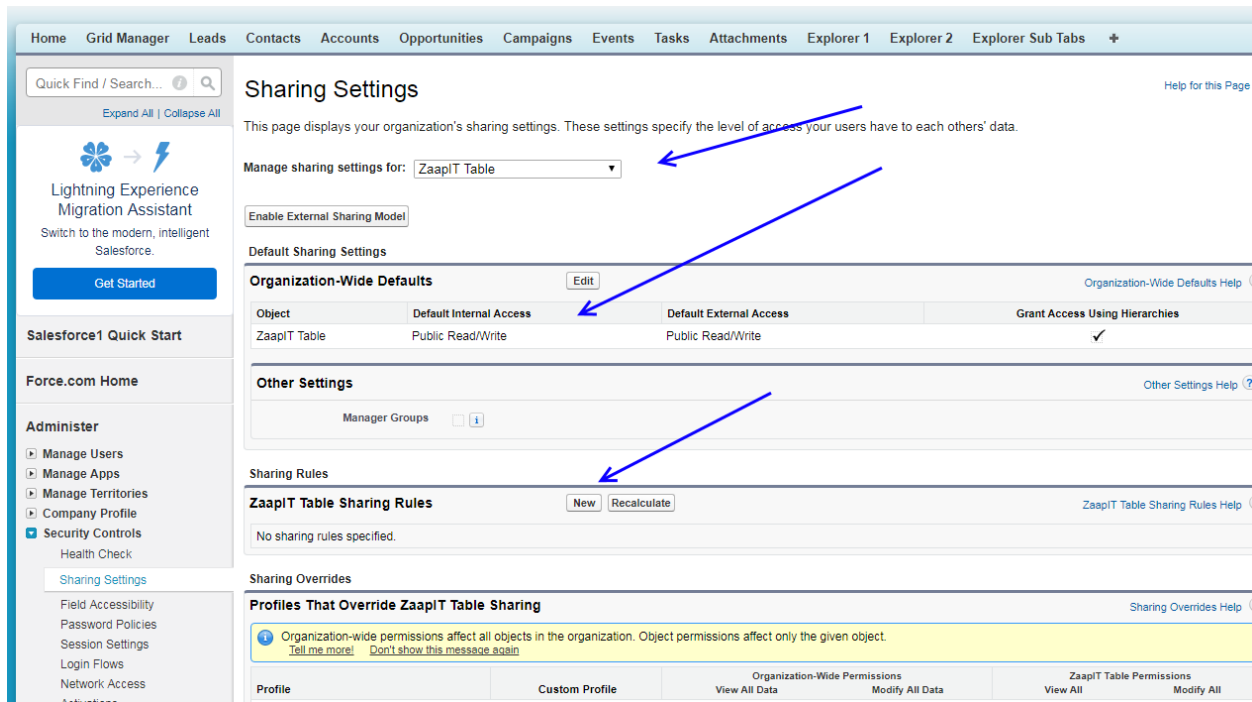 Home Grid Manager Leads Contacts Accounts Opportunities Campaigns Events Tasks Attachments Explorer 1 Explorer 2 Explorer Sub Tabs +
Quick Find / Search...
Expand All | Collapse All
Lightning Experience
Migration Assistant
Switch to the modern, intelligent
Salesforce.
Get Started
Salesforce1 Quick Start
Force.com Home
Administer
Manage Users
Manage Apps
Manage Territories
Company Profile
Security Controls
Health Check
Sharing Settings
Field Accessibility
Password Policies
Session Settings
Login Flows
Network Access
Activations
Sharing Settings
Help for this Page
This page displays your organization's sharing settings. These settings specify the level of access your users have to each others' data.
Manage sharing settings for: ZaapIT Table
Enable External Sharing Model
Default Sharing Settings
Organization-Wide Defaults Edit Organization-Wide Defaults Help
Object Default Internal Access Default External Access Grant Access Using Hierarchies
ZaapIT Table Public Read/Write Public Read/Write ✓
Other Settings Other Settings Help ?
Manager Groups i
Sharing Rules
ZaapIT Table Sharing Rules New Recalculate ZaapIT Table Sharing Rules Help
No sharing rules specified.
Sharing Overrides
Profiles That Override ZaapIT Table Sharing Sharing Overrides Help
Organization-wide permissions affect all objects in the organization. Object permissions affect only the given object.
Tell me more! Don't show this message again
Organization-Wide Permissions ZaapIT Table Permissions
Profile Custom Profile View All Data Modify All Data View All Modify All